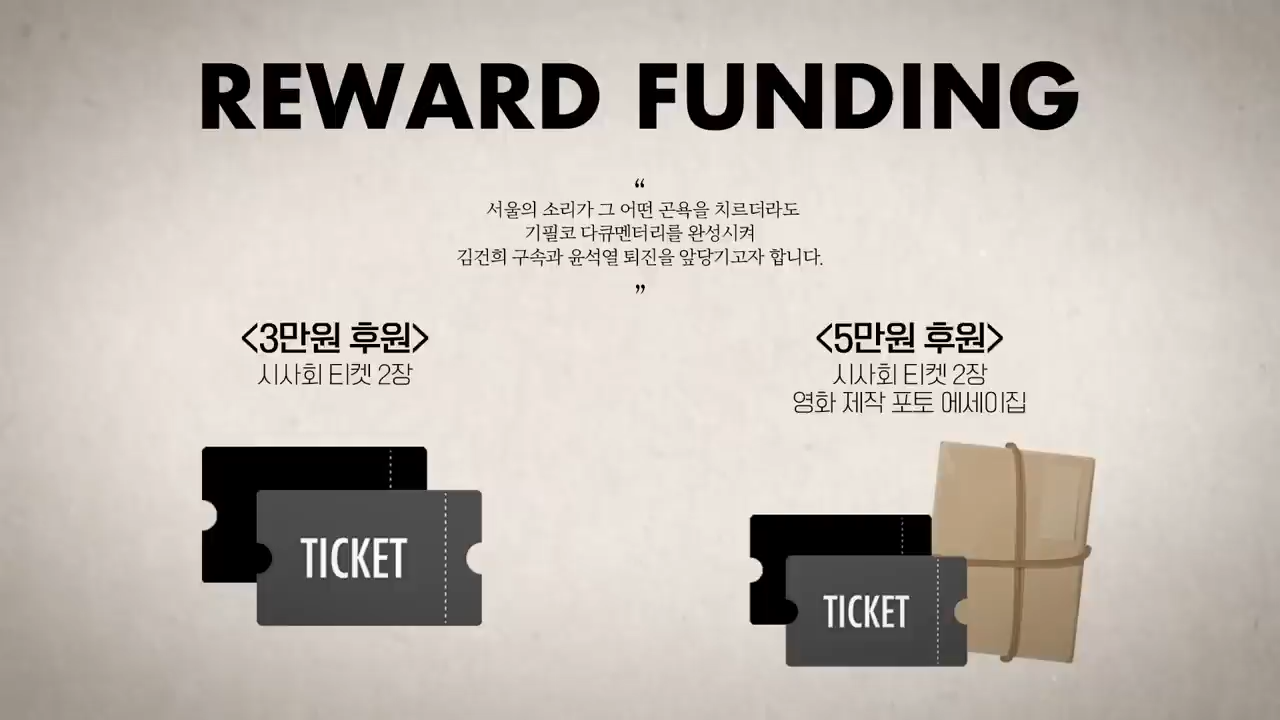 REWARD FUNDING
“
서울의 소리가 그 어떤 곤욕을 치르더라도
기필코 다큐멘터리를 완성시켜
김건희 구속과 윤석열 퇴진을 앞당기고자 합니다.
”
<3만원 후원>
시사회 티켓 2장
TICKET
<5만원 후원>
시사회 티켓 2장
영화 제작 포토 에세이집
TICKET